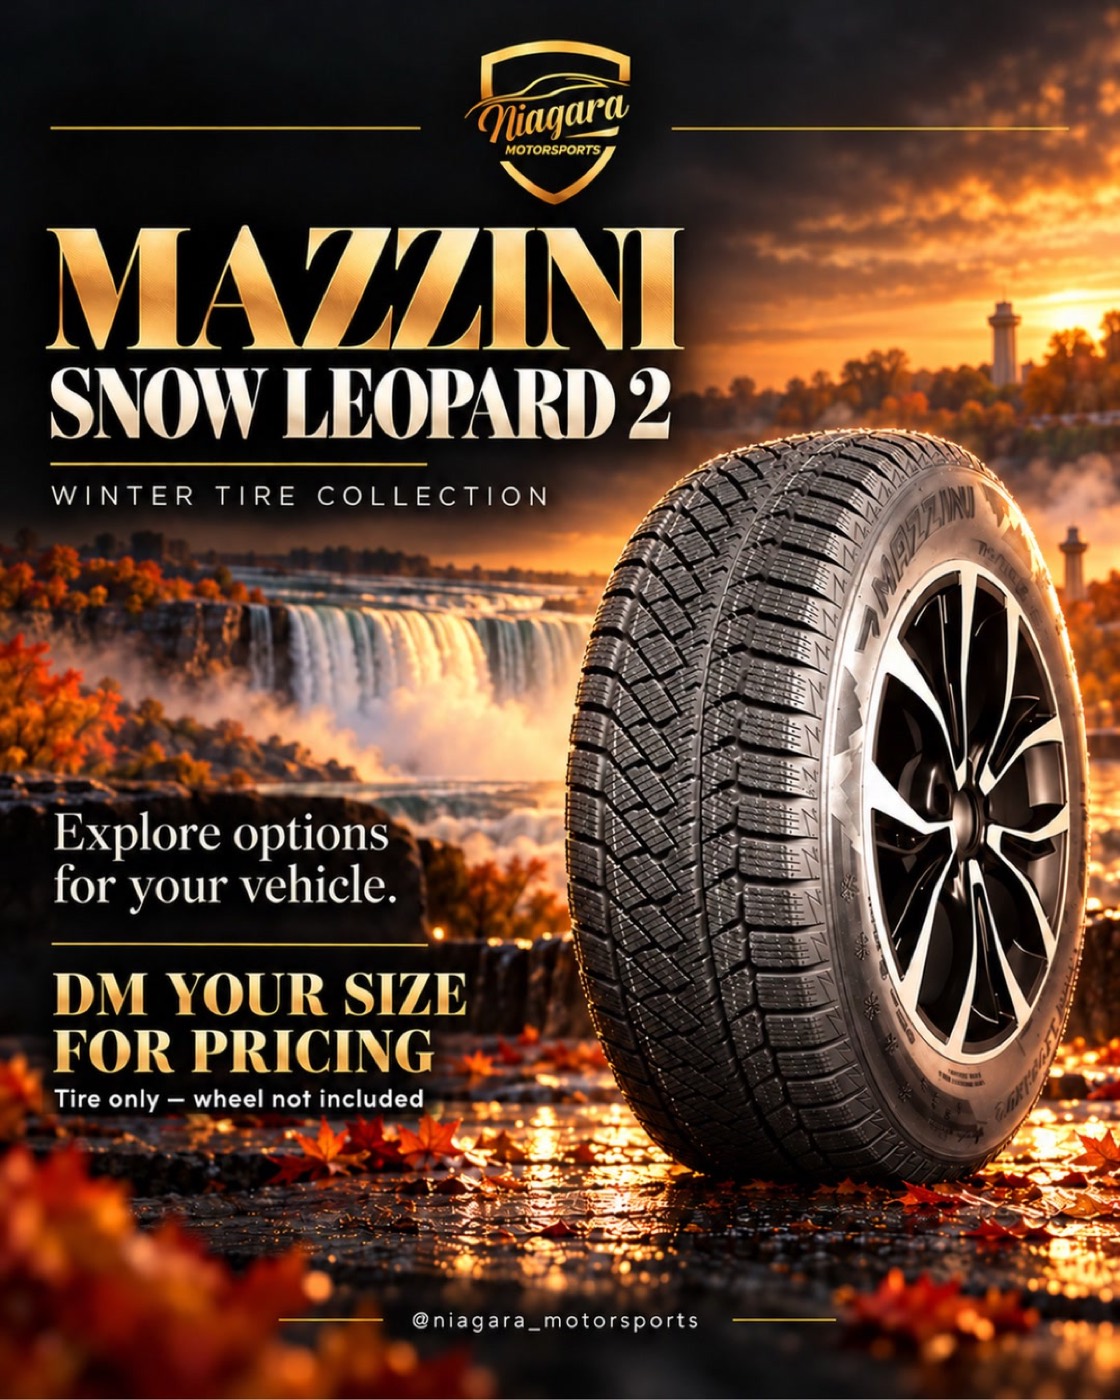 Niagara
MOTORSPORTS
MAZZINI
SNOW LEOPARD 2
WINTER TIRE COLLECTION
MAZZINI
Explore options
for your vehicle.
DM YOUR SIZE
FOR PRICING
Tire only – wheel not included
@niagara_motorsports